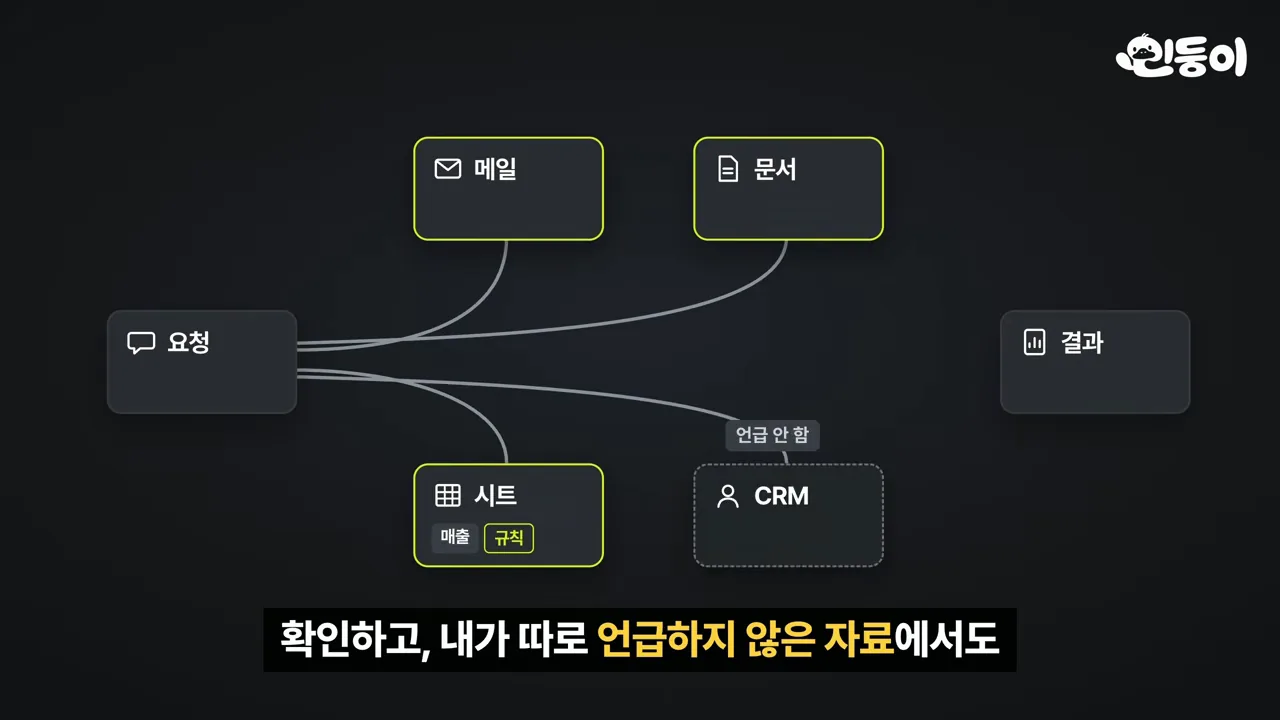 인둥이
메일
문서
요청
결과
언급 안 함
시트
매출 규칙
CRM
확인하고, 내가 따로 언급하지 않은 자료에서도